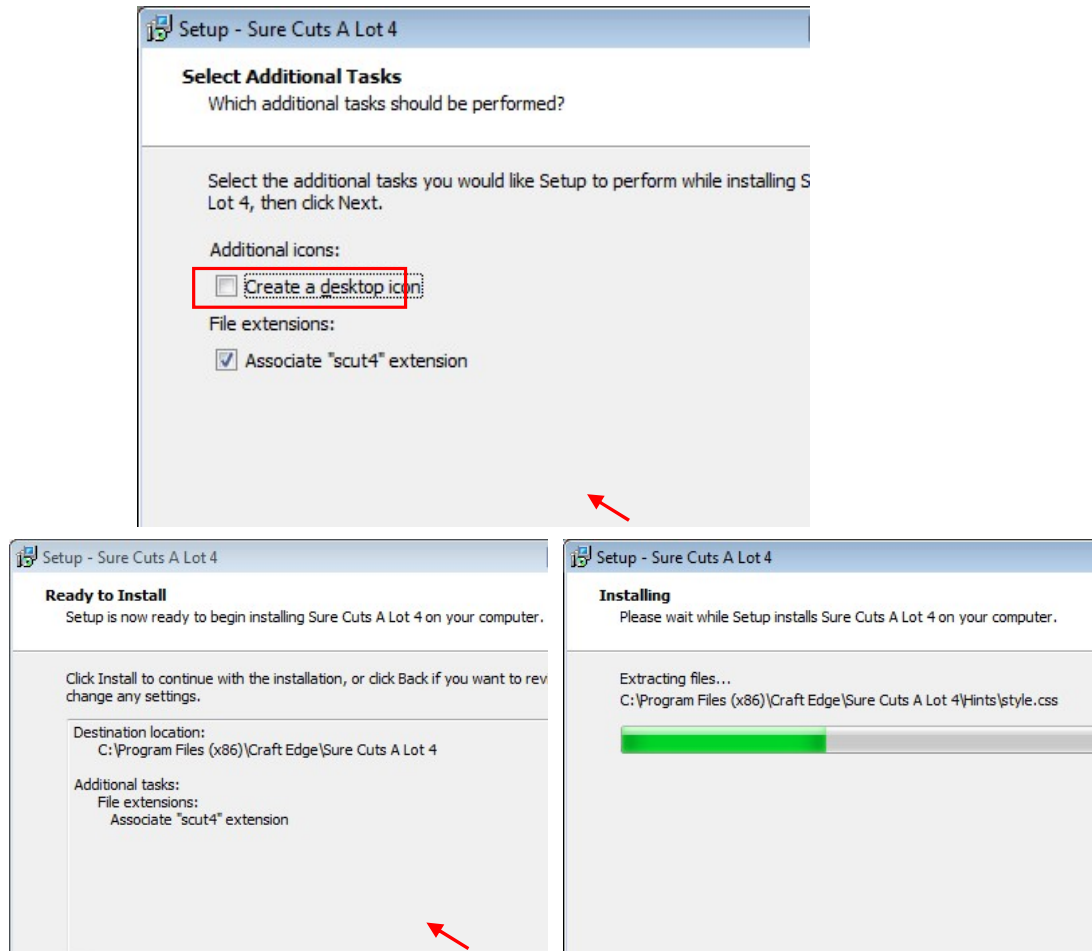 Setup - Sure Cuts A Lot 4
Select Additional Tasks
Which additional tasks should be performed?
Select the additional tasks you would like Setup to perform while installing S
Lot 4, then click Next.
Additional icons:
Create a desktop icon
File extensions:
Associate "scut4" extension
Setup - Sure Cuts A Lot 4
Ready to Install
Setup is now ready to begin installing Sure Cuts A Lot 4 on your computer.
Click Install to continue with the installation, or click Back if you want to rev
change any settings.
Destination location:
C:\Program Files (x86)\Craft Edge\Sure Cuts A Lot 4
Additional tasks:
File extensions:
Associate "scut4" extension
Setup - Sure Cuts A Lot 4
Installing
Please wait while Setup installs Sure Cuts A Lot 4 on your computer.
Extracting files...
C:\Program Files (x86)\Craft Edge\Sure Cuts A Lot 4\Hints\style.css